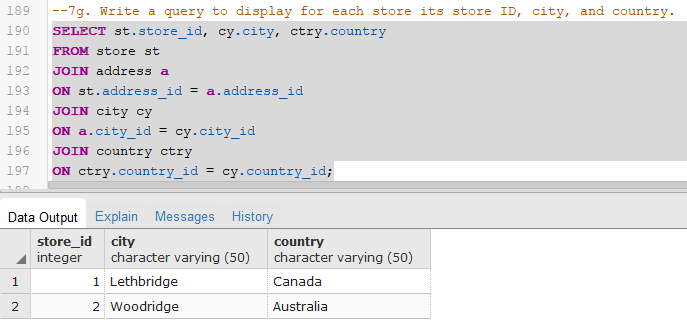 189 --7g. Write a query to display for each store its store ID, city, and country.
190 SELECT st.store_id, cy.city, ctry.country
191 FROM store st
192 JOIN address a
193 ON st.address_id = a.address_id
194 JOIN city cy
195 ON a.city_id = cy.city_id
196 JOIN country ctry
197 ON ctry.country_id = cy.country_id;
Data Output Explain Messages History
store_id city country
integer character varying (50) character varying (50)
1 1 Lethbridge Canada
2 2 Woodridge Australia